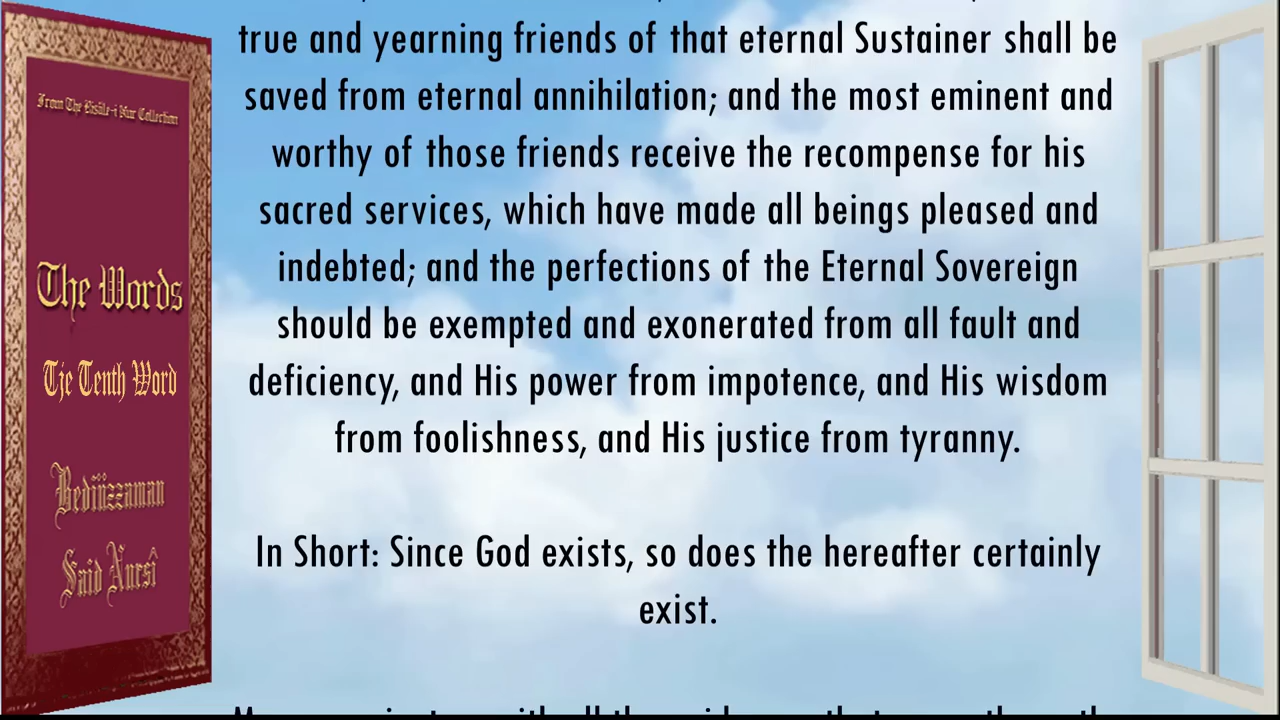 From The Risâle-i Nur Collection
The Words
Tje Tenth Word
Bediüzzaman
Said Nursî
true and yearning friends of that eternal Sustainer shall be
saved from eternal annihilation; and the most eminent and
worthy of those friends receive the recompense for his
sacred services, which have made all beings pleased and
indebted; and the perfections of the Eternal Sovereign
should be exempted and exonerated from all fault and
deficiency, and His power from impotence, and His wisdom
from foolishness, and His justice from tyranny.
In Short: Since God exists, so does the hereafter certainly
exist.